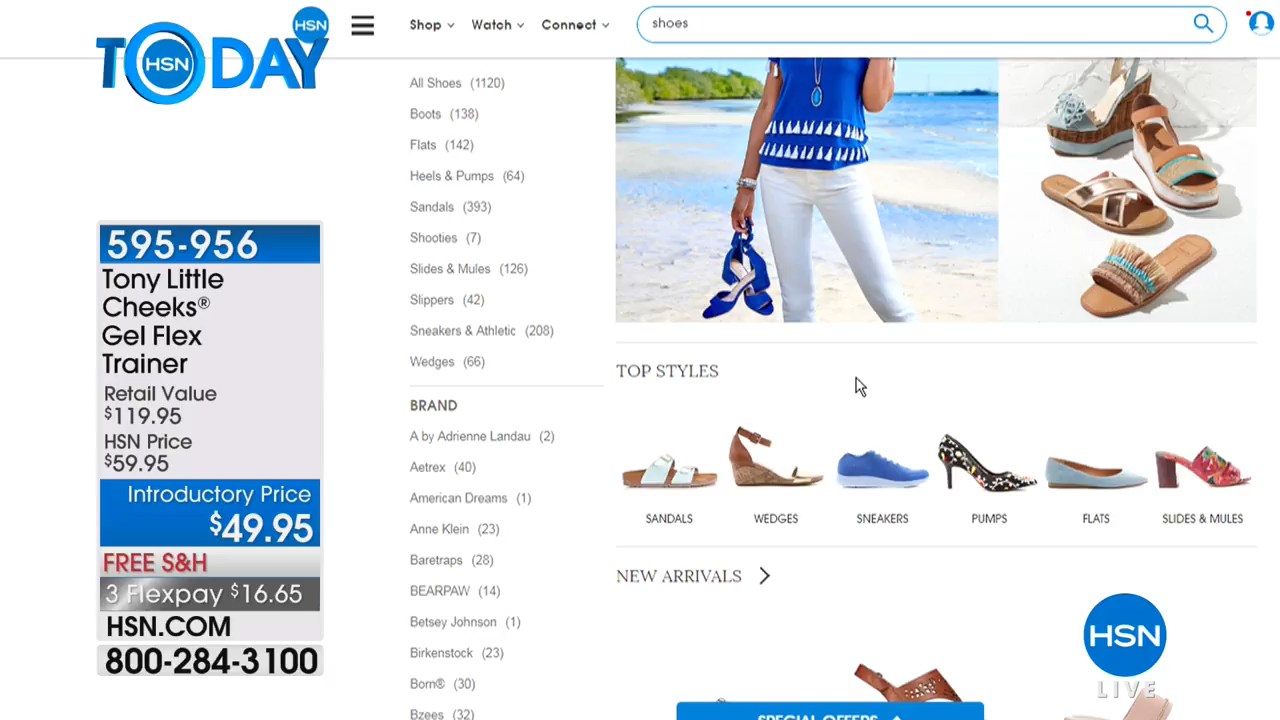 HSN
TODAY
HSN
Shop
Watch
Connect
shoes
595-956
Tony Little
Cheeks®
Gel Flex
Trainer
Retail Value
$119.95
HSN Price
$59.95
Introductory Price
$49.95
FREE S&H
3 Flexpay $16.65
HSN.COM
800-284-3100
All Shoes (1120)
Boots (138)
Flats (142)
Heels & Pumps (64)
Sandals (393)
Shooties (7)
Slides & Mules (126)
Slippers (42)
Sneakers & Athletic (208)
Wedges (66)
BRAND
A by Adrienne Landau (2)
Aetrex (40)
American Dreams (1)
Anne Klein (23)
Baretraps (28)
BEARPAW (14)
Betsey Johnson (1)
Birkenstock (23)
Born® (30)
Bzees (32)
TOP STYLES
SANDALS
WEDGES
SNEAKERS
PUMPS
FLATS
SLIDES & MULES
NEW ARRIVALS
SPECIAL OFFERS
HSN
LIVE